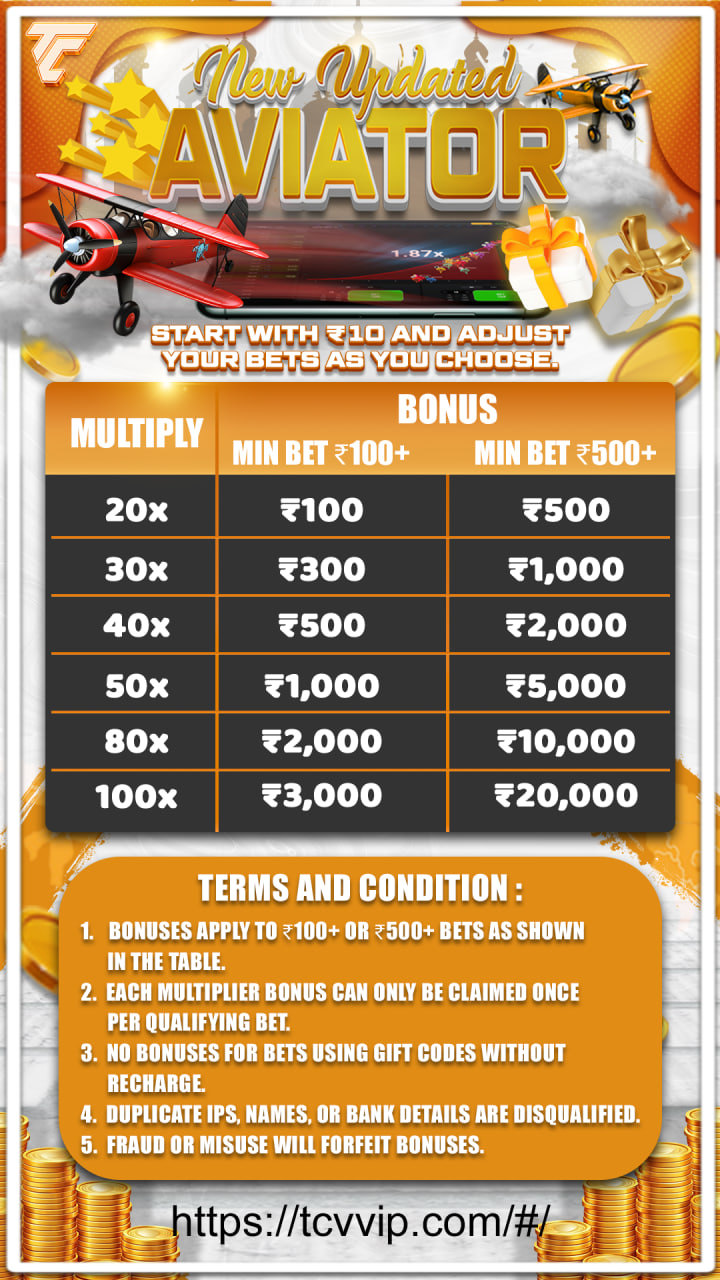 TC
New Updated
AVIATOR
1.87x
START WITH ₹10 AND ADJUST
YOUR BETS AS YOU CHOOSE.
MULTIPLY
BONUS
MIN BET ₹100+ MIN BET ₹500+
20x ₹100 ₹500
30x ₹300 ₹1,000
40x ₹500 ₹2,000
50x ₹1,000 ₹5,000
80x ₹2,000 ₹10,000
100x ₹3,000 ₹20,000
TERMS AND CONDITION :
1. BONUSES APPLY TO ₹100+ OR ₹500+ BETS AS SHOWN
IN THE TABLE.
2. EACH MULTIPLIER BONUS CAN ONLY BE CLAIMED ONCE
PER QUALIFYING BET.
3. NO BONUSES FOR BETS USING GIFT CODES WITHOUT
RECHARGE.
4. DUPLICATE IPS, NAMES, OR BANK DETAILS ARE DISQUALIFIED.
5. FRAUD OR MISUSE WILL FORFEIT BONUSES.
https://tcvvip.com/#/